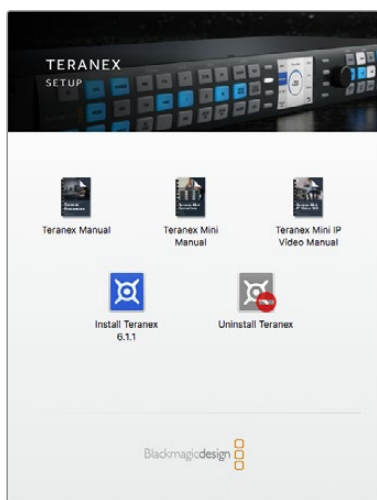 TERANEX
SETUP
Teranex Manual
Teranex Mini
Manual
Teranex Mini IP
Video Manual
Install Teranex
6.1.1
Uninstall Teranex
Blackmagicdesign